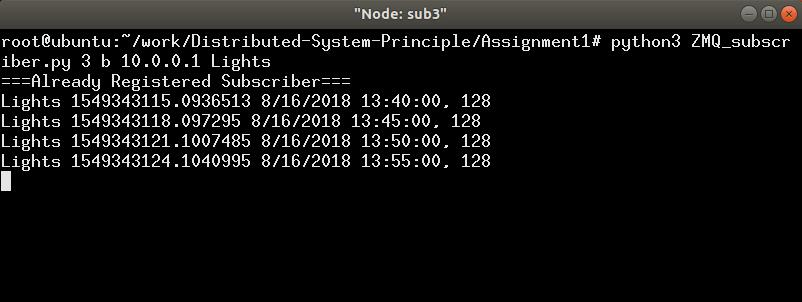 "Node: sub3"
root@ubuntu:~/work/Distributed-System-Principle/Assignment1# python3 ZMQ_subscr
iber.py 3 b 10.0.0.1 Lights
===Already Registered Subscriber===
Lights 1549343115.0936513 8/16/2018 13:40:00, 128
Lights 1549343118.097295 8/16/2018 13:45:00, 128
Lights 1549343121.1007485 8/16/2018 13:50:00, 128
Lights 1549343124.1040995 8/16/2018 13:55:00, 128